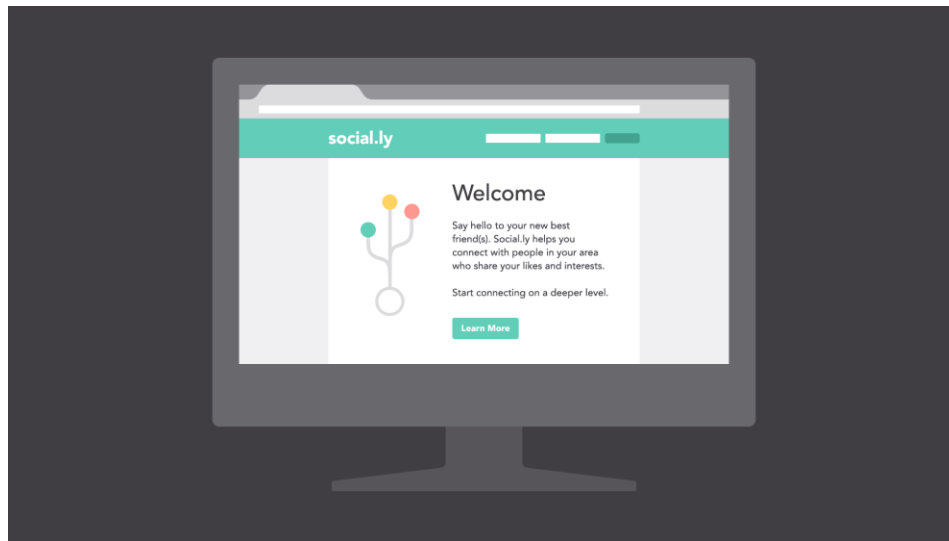 social.ly
Welcome
Say hello to your new best
friend(s). Social.ly helps you
connect with people in your area
who share your likes and interests.
Start connecting on a deeper level.
Learn More